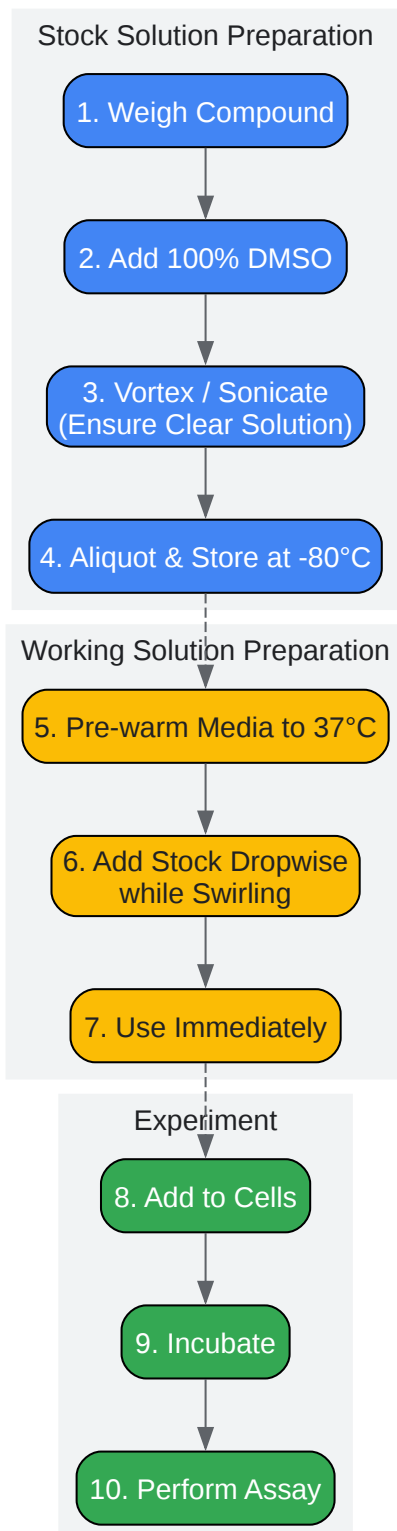 Stock Solution Preparation
1. Weigh Compound
2. Add 100% DMSO
3. Vortex / Sonicate
(Ensure Clear Solution)
4. Aliquot & Store at -80°C
Working Solution Preparation
5. Pre-warm Media to 37°C
6. Add Stock Dropwise
while Swirling
7. Use Immediately
Experiment
8. Add to Cells
9. Incubate
10. Perform Assay